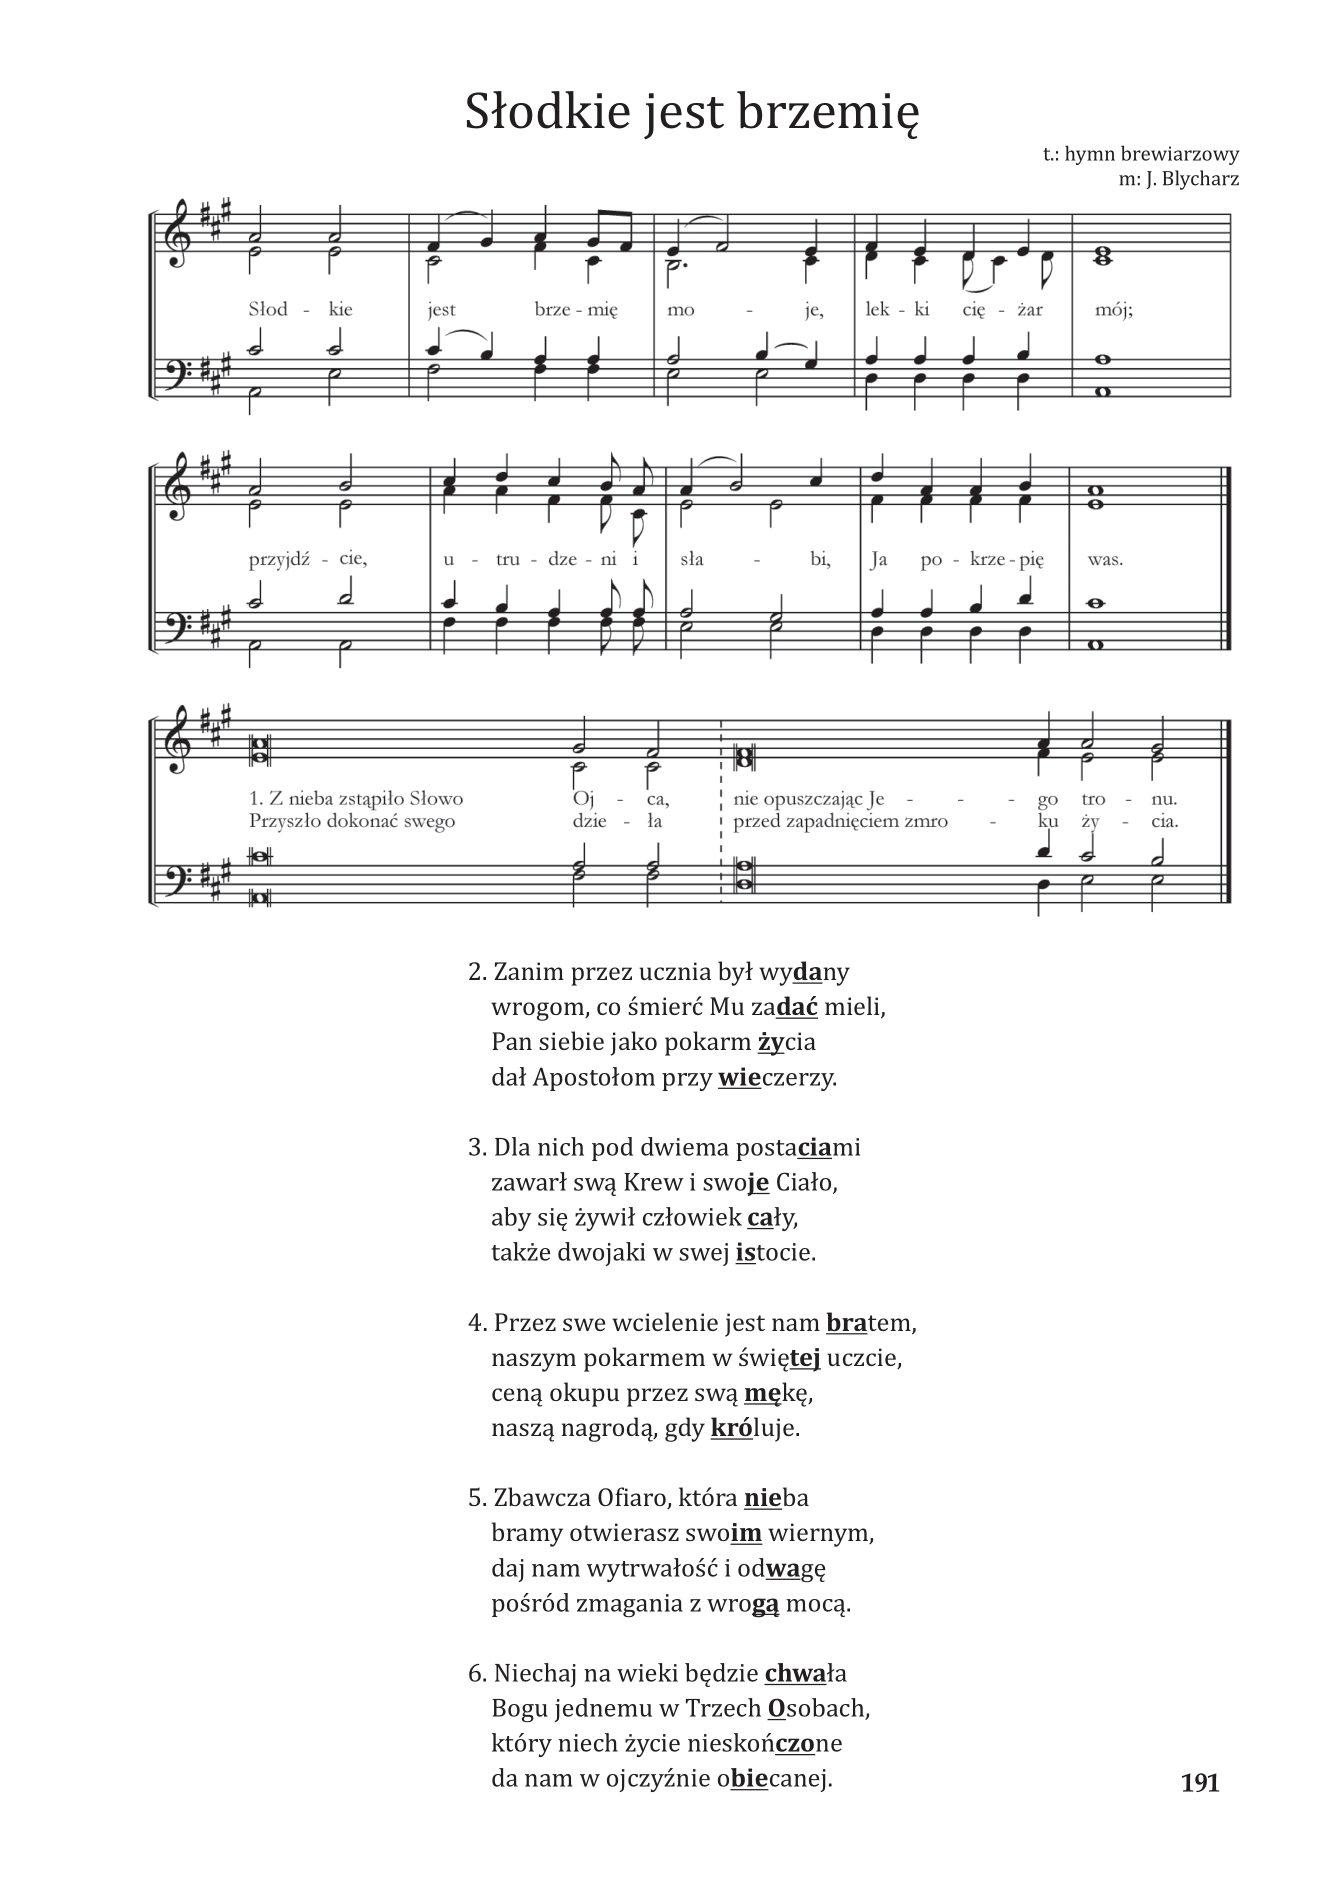 Słodkie jest brzemię
t.: hymn brewiarzowy
m: J. Blycharz
Słod - kie jest brze - mię mo - je, lek - ki cię - żar mój;
przyjdź - cie, u - tru - dze - ni i sła - bi, Ja po - krze - pię was.
1. Z nieba zstąpiło Słowo Oj - ca, nie opuszczając Je - - - go tro - nu.
Przyszło dokonać swego dzie - ła przed zapadnięciem zmro - ku ży - cia.
2. Zanim przez ucznia był wydany
wrogom, co śmierć Mu zadać mieli,
Pan siebie jako pokarm życia
dał Apostołom przy wieczerzy.
3. Dla nich pod dwiema postaciami
zawarł swą Krew i swoje Ciało,
aby się żywił człowiek cały,
także dwojaki w swej istocie.
4. Przez swe wcielenie jest nam bratem,
naszym pokarmem w świętej uczcie,
ceną okupu przez swą mękę,
naszą nagrodą, gdy króluje.
5. Zbawcza Ofiaro, która nieba
bramy otwierasz swoim wiernym,
daj nam wytrwałość i odwagę
pośród zmagania z wrogą mocą.
6. Niechaj na wieki będzie chwała
Bogu jednemu w Trzech Osobach,
który niech życie nieskończone
da nam w ojczyźnie obiecanej.
191